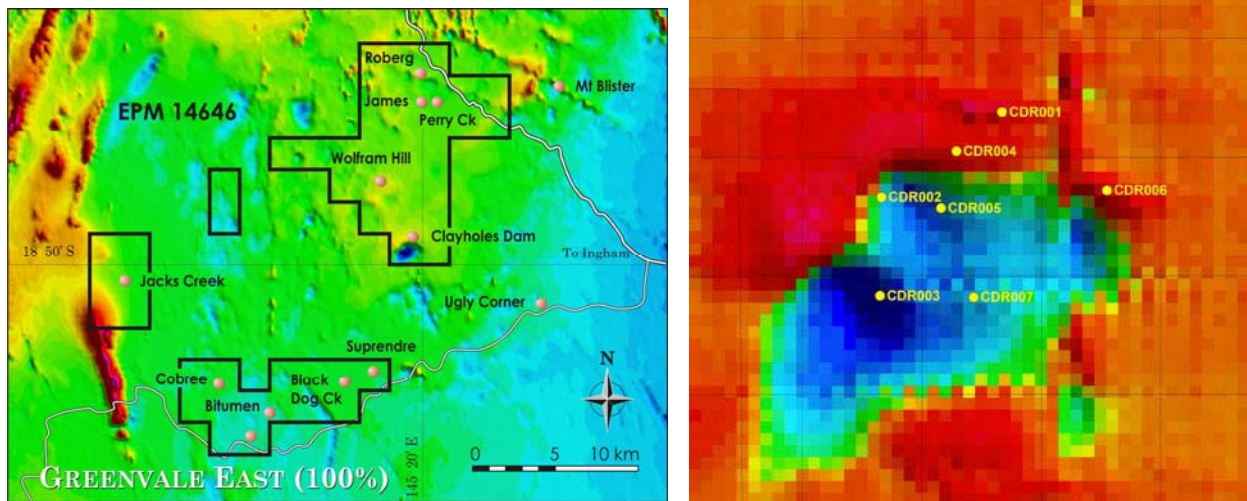 Roberg
Mt Blister
EPM 14646
James
Perry Ck
Wolfram Hill
18 50' S
Clayholes Dam
To Ingham
Jacks Creek
Ugly Corner
Suprendre
N
Cobree
Black
Dog Ck
Bitumen
0 5 10 km
145 20' E
GREENVALE EAST (100%)
CDR001
CDR004
CDR006
CDR002
CDR005
CDR003
CDR007